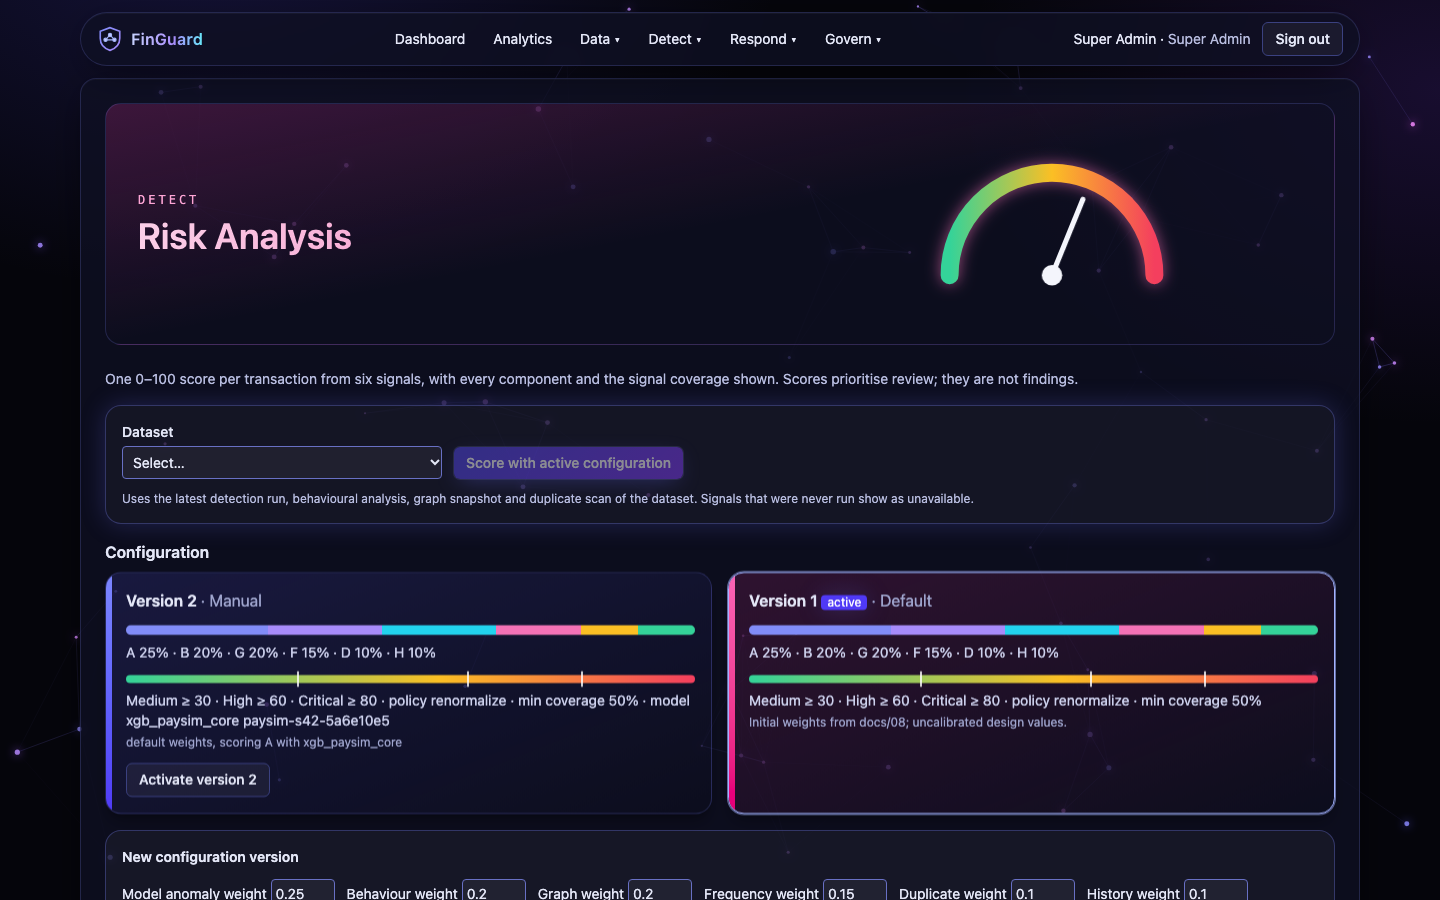 FinGuard
Dashboard Analytics Data ▾ Detect ▾ Respond ▾ Govern ▾
Super Admin · Super Admin Sign out
DETECT
Risk Analysis
One 0–100 score per transaction from six signals, with every component and the signal coverage shown. Scores prioritise review; they are not findings.
Dataset
Select... Score with active configuration
Uses the latest detection run, behavioural analysis, graph snapshot and duplicate scan of the dataset. Signals that were never run show as unavailable.
Configuration
Version 2 · Manual
A 25% · B 20% · G 20% · F 15% · D 10% · H 10%
Medium ≥ 30 · High ≥ 60 · Critical ≥ 80 · policy renormalize · min coverage 50% · model
xgb_paysim_core paysim-s42-5a6e10e5
default weights, scoring A with xgb_paysim_core
Activate version 2
Version 1 active · Default
A 25% · B 20% · G 20% · F 15% · D 10% · H 10%
Medium ≥ 30 · High ≥ 60 · Critical ≥ 80 · policy renormalize · min coverage 50%
Initial weights from docs/08; uncalibrated design values.
New configuration version
Model anomaly weight 0.25 Behaviour weight 0.2 Graph weight 0.2 Frequency weight 0.15 Duplicate weight 0.1 History weight 0.1